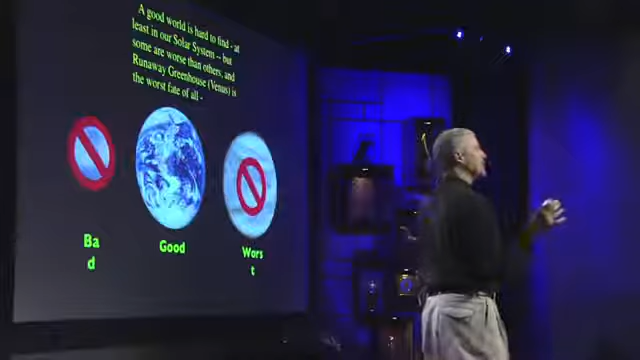 A good world is hard to find - at
least in our Solar System -- but
some are worse than others, and
Runaway Greenhouse (Venus) is
the worst fate of all -
Ba
d
Good
Wors
t